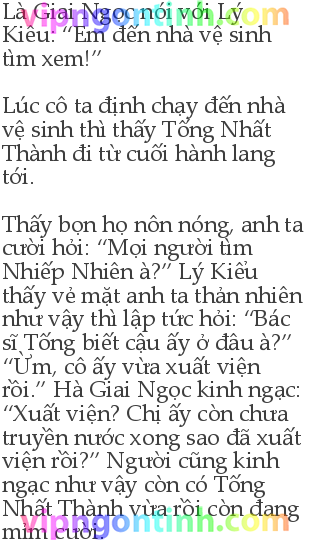 vipngontinh.com
Là Giai Ngọc nói với Lý
Kiểu: “Em đến nhà vệ sinh
tìm xem!”
Lúc cô ta định chạy đến nhà
vệ sinh thì thấy Tống Nhất
Thành đi từ cuối hành lang
tới.
Thấy bọn họ nôn nóng, anh ta
cười hỏi: “Mọi người tìm
Nhiếp Nhiên à?” Lý Kiểu
thấy vẻ mặt anh ta thản nhiên
như vậy thì lập tức hỏi: “Bác
sĩ Tống biết cậu ấy ở đâu à?”
“Ừm, cô ấy vừa xuất viện
rồi.” Hà Giai Ngọc kinh ngạc:
“Xuất viện? Chị ấy còn chưa
truyền nước xong sao đã xuất
viện rồi?” Người cũng kinh
ngạc như vậy còn có Tống
Nhất Thành vừa rồi còn đang
mỉm cười.
vipngontinh.com